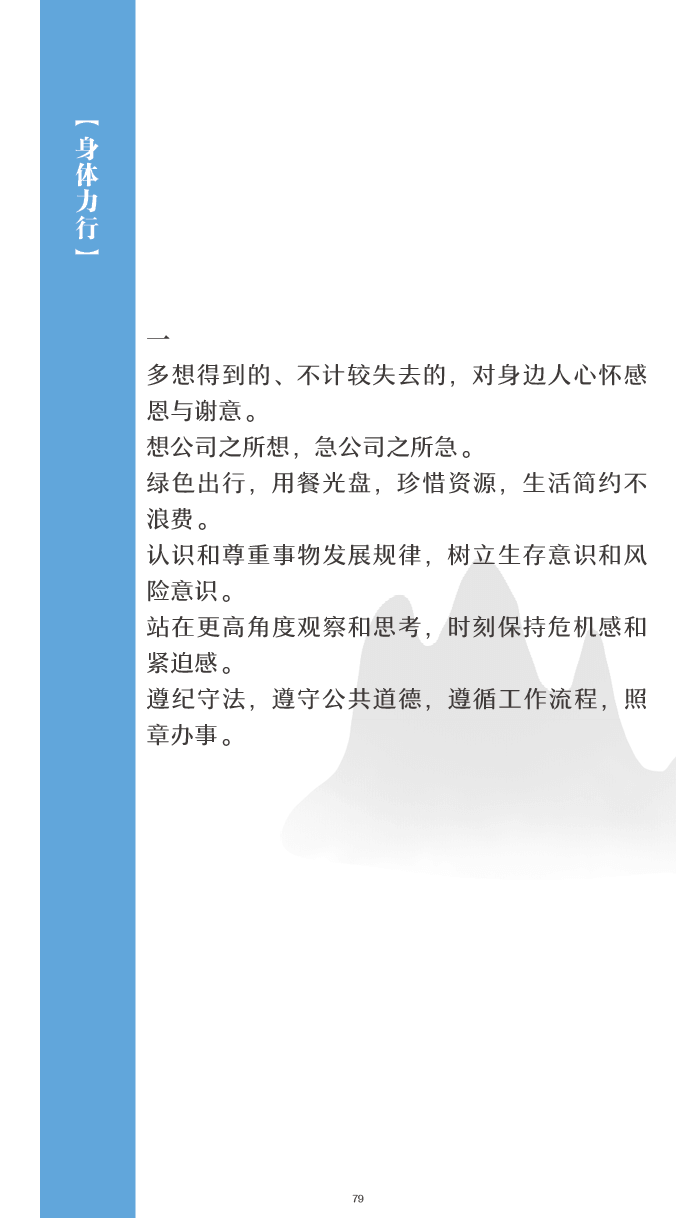 【身体力行】
一
多想得到的、不计较失去的，对身边人心怀感
恩与谢意。
想公司之所想，急公司之所急。
绿色出行，用餐光盘，珍惜资源，生活简约不
浪费。
认识和尊重事物发展规律，树立生存意识和风
险意识。
站在更高角度观察和思考，时刻保持危机感和
紧迫感。
遵纪守法，遵守公共道德，遵循工作流程，照
章办事。
79